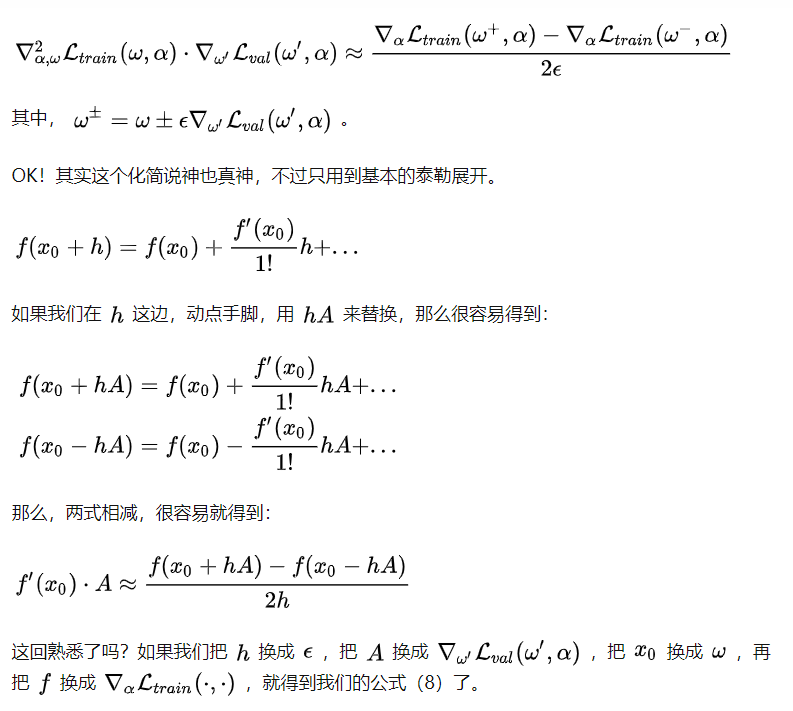 $\nabla^2_{\alpha,\omega}\mathcal{L}_{train}(\omega,\alpha)\cdot\nabla_{\omega'}\mathcal{L}_{val}(\omega',\alpha)\approx\frac{\nabla_\alpha\mathcal{L}_{train}(\omega^+,\alpha)-\nabla_\alpha\mathcal{L}_{train}(\omega^-,\alpha)}{2\epsilon}$
其中， $\omega^{\pm}=\omega\pm\epsilon\nabla_{\omega'}\mathcal{L}_{val}(\omega',\alpha)$ 。
OK！其实这个化简说神也真神，不过只用到基本的泰勒展开。
$f(x_0+h)=f(x_0)+\frac{f'(x_0)}{1!}h+\ldots$
如果我们在 $h$ 这边，动点手脚，用 $hA$ 来替换，那么很容易得到：
$f(x_0+hA)=f(x_0)+\frac{f'(x_0)}{1!}hA+\ldots$
$f(x_0-hA)=f(x_0)-\frac{f'(x_0)}{1!}hA+\ldots$
那么，两式相减，很容易就得到：
$f'(x_0)\cdot A\approx\frac{f(x_0+hA)-f(x_0-hA)}{2h}$
这回熟悉了吗？如果我们把 $h$ 换成 $\epsilon$ ，把 $A$ 换成 $\nabla_{\omega'}\mathcal{L}_{val}(\omega',\alpha)$ ，把 $x_0$ 换成 $\omega$ ，再
把 $f$ 换成 $\nabla_\alpha\mathcal{L}_{train}(\cdot,\cdot)$ ，就得到我们的公式（8）了。